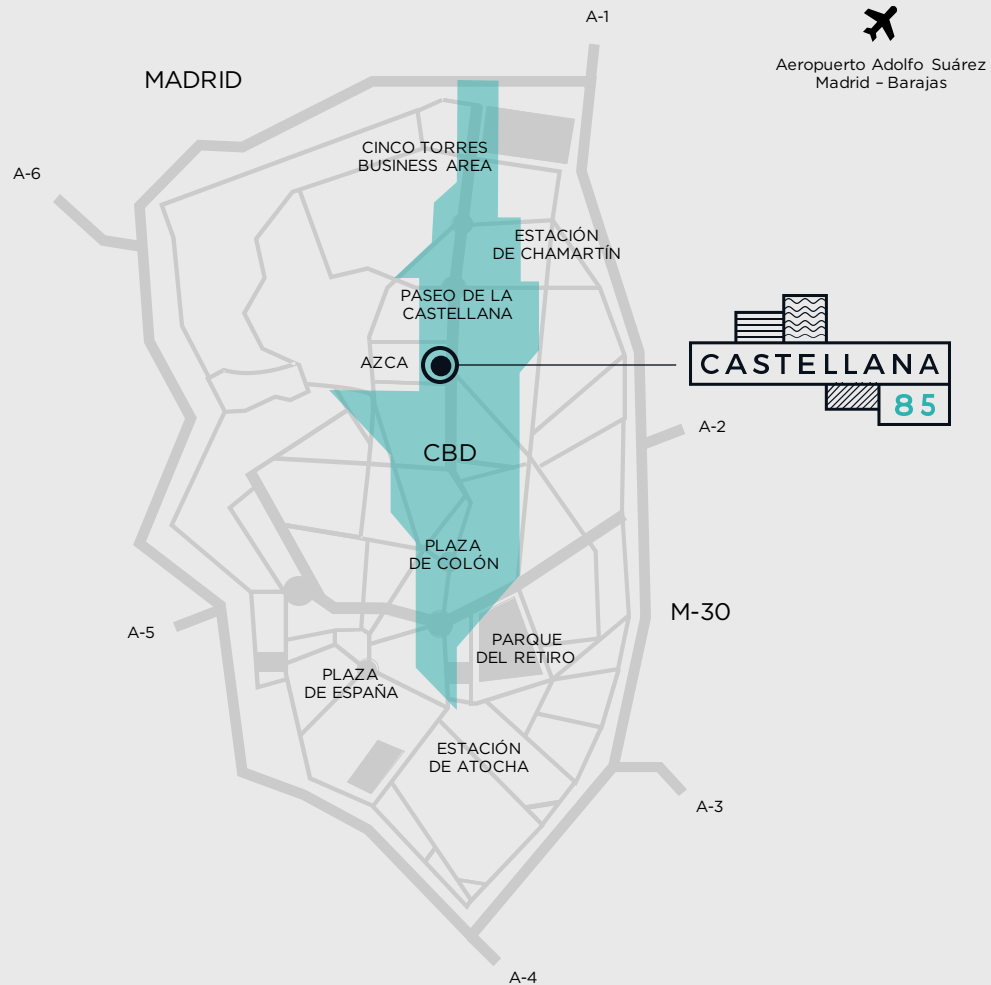 A-1
Aeropuerto Adolfo Suárez
Madrid – Barajas
MADRID
CINCO TORRES
BUSINESS AREA
A-6
ESTACIÓN
DE CHAMARTÍN
PASEO DE LA
CASTELLANA
AZCA
CASTELLANA
85
A-2
CBD
PLAZA
DE COLÓN
M-30
A-5
PARQUE
DEL RETIRO
PLAZA
DE ESPAÑA
ESTACIÓN
DE ATOCHA
A-3
A-4